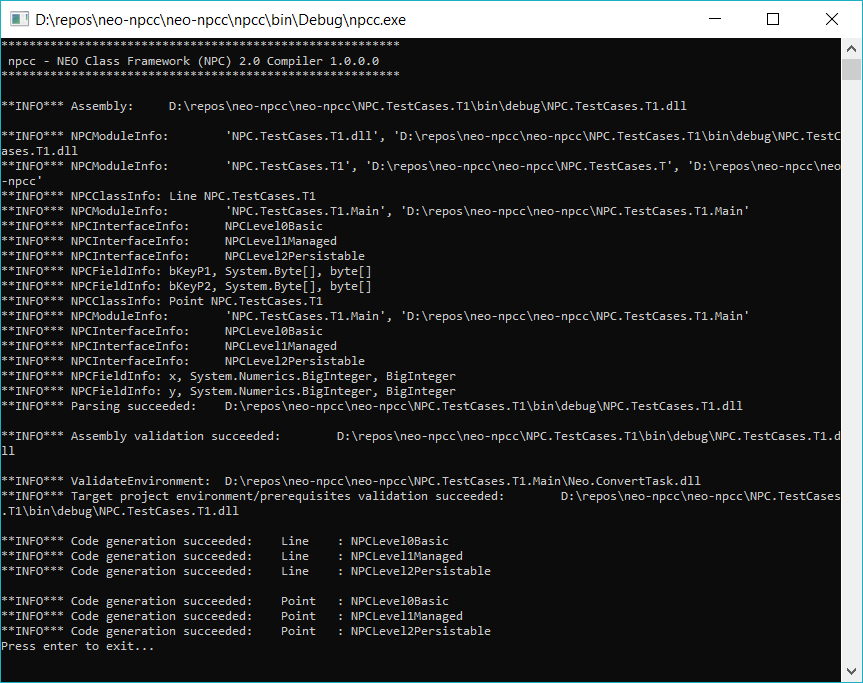 D:\repos\neo-npcc\neo-npcc\npcc\bin\Debug\npcc.exe
*********************************************************
 npcc - NEO Class Framework (NPC) 2.0 Compiler 1.0.0.0
*********************************************************
**INFO*** Assembly:     D:\repos\neo-npcc\neo-npcc\NPC.TestCases.T1\bin\debug\NPC.TestCases.T1.dll
**INFO*** NPCModuleInfo:        'NPC.TestCases.T1.dll', 'D:\repos\neo-npcc\neo-npcc\NPC.TestCases.T1\bin\debug\NPC.TestC
ases.T1.dll
**INFO*** NPCModuleInfo:        'NPC.TestCases.T1', 'D:\repos\neo-npcc\neo-npcc\NPC.TestCases.T', 'D:\repos\neo-npcc\neo
-npcc'
**INFO*** NPCClassInfo: Line NPC.TestCases.T1
**INFO*** NPCModuleInfo:        'NPC.TestCases.T1.Main', 'D:\repos\neo-npcc\neo-npcc\NPC.TestCases.T1.Main'
**INFO*** NPCInterfaceInfo:     NPCLevel0Basic
**INFO*** NPCInterfaceInfo:     NPCLevel1Managed
**INFO*** NPCInterfaceInfo:     NPCLevel2Persistable
**INFO*** NPCFieldInfo: bKeyP1, System.Byte[], byte[]
**INFO*** NPCFieldInfo: bKeyP2, System.Byte[], byte[]
**INFO*** NPCClassInfo: Point NPC.TestCases.T1
**INFO*** NPCModuleInfo:        'NPC.TestCases.T1.Main', 'D:\repos\neo-npcc\neo-npcc\NPC.TestCases.T1.Main'
**INFO*** NPCInterfaceInfo:     NPCLevel0Basic
**INFO*** NPCInterfaceInfo:     NPCLevel1Managed
**INFO*** NPCInterfaceInfo:     NPCLevel2Persistable
**INFO*** NPCFieldInfo: x, System.Numerics.BigInteger, BigInteger
**INFO*** NPCFieldInfo: y, System.Numerics.BigInteger, BigInteger
**INFO*** Parsing succeeded:    D:\repos\neo-npcc\neo-npcc\NPC.TestCases.T1\bin\debug\NPC.TestCases.T1.dll
**INFO*** Assembly validation succeeded:        D:\repos\neo-npcc\neo-npcc\NPC.TestCases.T1\bin\debug\NPC.TestCases.T1.d
ll
**INFO*** ValidateEnvironment:  D:\repos\neo-npcc\neo-npcc\NPC.TestCases.T1.Main\Neo.ConvertTask.dll
**INFO*** Target project environment/prerequisites validation succeeded:        D:\repos\neo-npcc\neo-npcc\NPC.TestCases
.T1\bin\debug\NPC.TestCases.T1.dll
**INFO*** Code generation succeeded:    Line    : NPCLevel0Basic
**INFO*** Code generation succeeded:    Line    : NPCLevel1Managed
**INFO*** Code generation succeeded:    Line    : NPCLevel2Persistable
**INFO*** Code generation succeeded:    Point   : NPCLevel0Basic
**INFO*** Code generation succeeded:    Point   : NPCLevel1Managed
**INFO*** Code generation succeeded:    Point   : NPCLevel2Persistable
Press enter to exit...